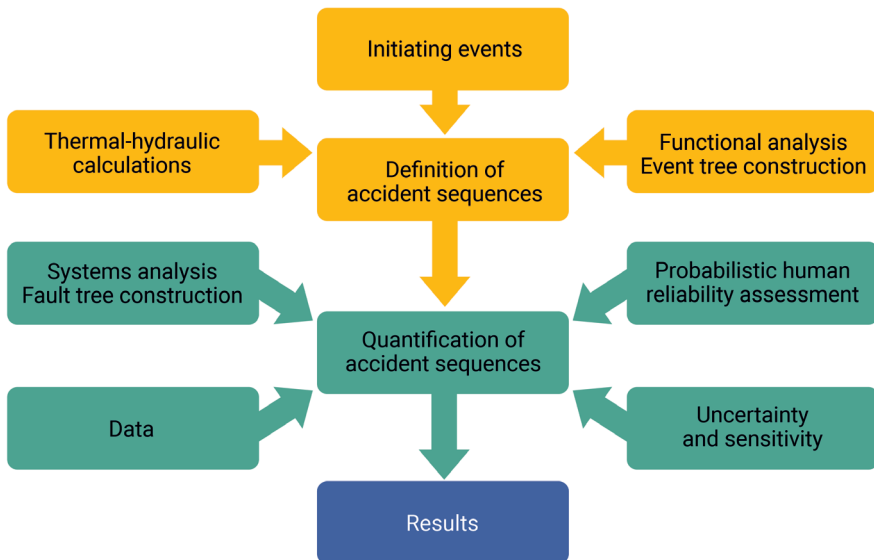 Initiating events
Thermal-hydraulic
calculations
Definition of
accident sequences
Functional analysis
Event tree construction
Systems analysis
Fault tree construction
Probabilistic human
reliability assessment
Quantification of
accident sequences
Data
Uncertainty
and sensitivity
Results